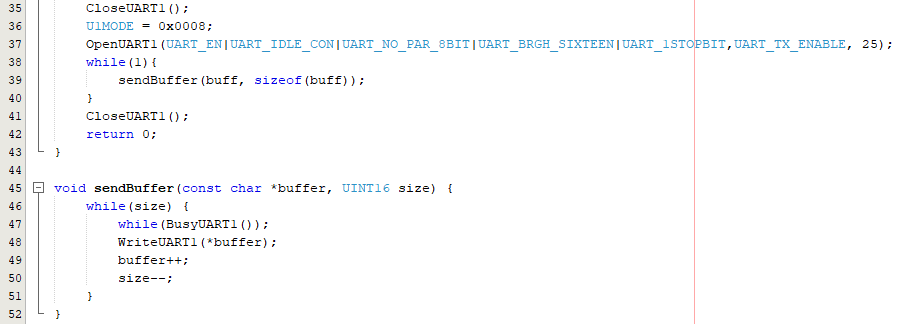 35 CloseUART1();
36 U1MODE = 0x0008;
37 OpenUART1(UART_EN|UART_IDLE_CON|UART_NO_PAR_8BIT|UART_BRGH_SIXTEEN|UART_1STOPBIT,UART_TX_ENABLE, 25);
38 while(1){
39 sendBuffer(buff, sizeof(buff));
40 }
41 CloseUART1();
42 return 0;
43 }
44
45 void sendBuffer(const char *buffer, UINT16 size) {
46 while(size) {
47 while(BusyUART1());
48 WriteUART1(*buffer);
49 buffer++;
50 size--;
51 }
52 }